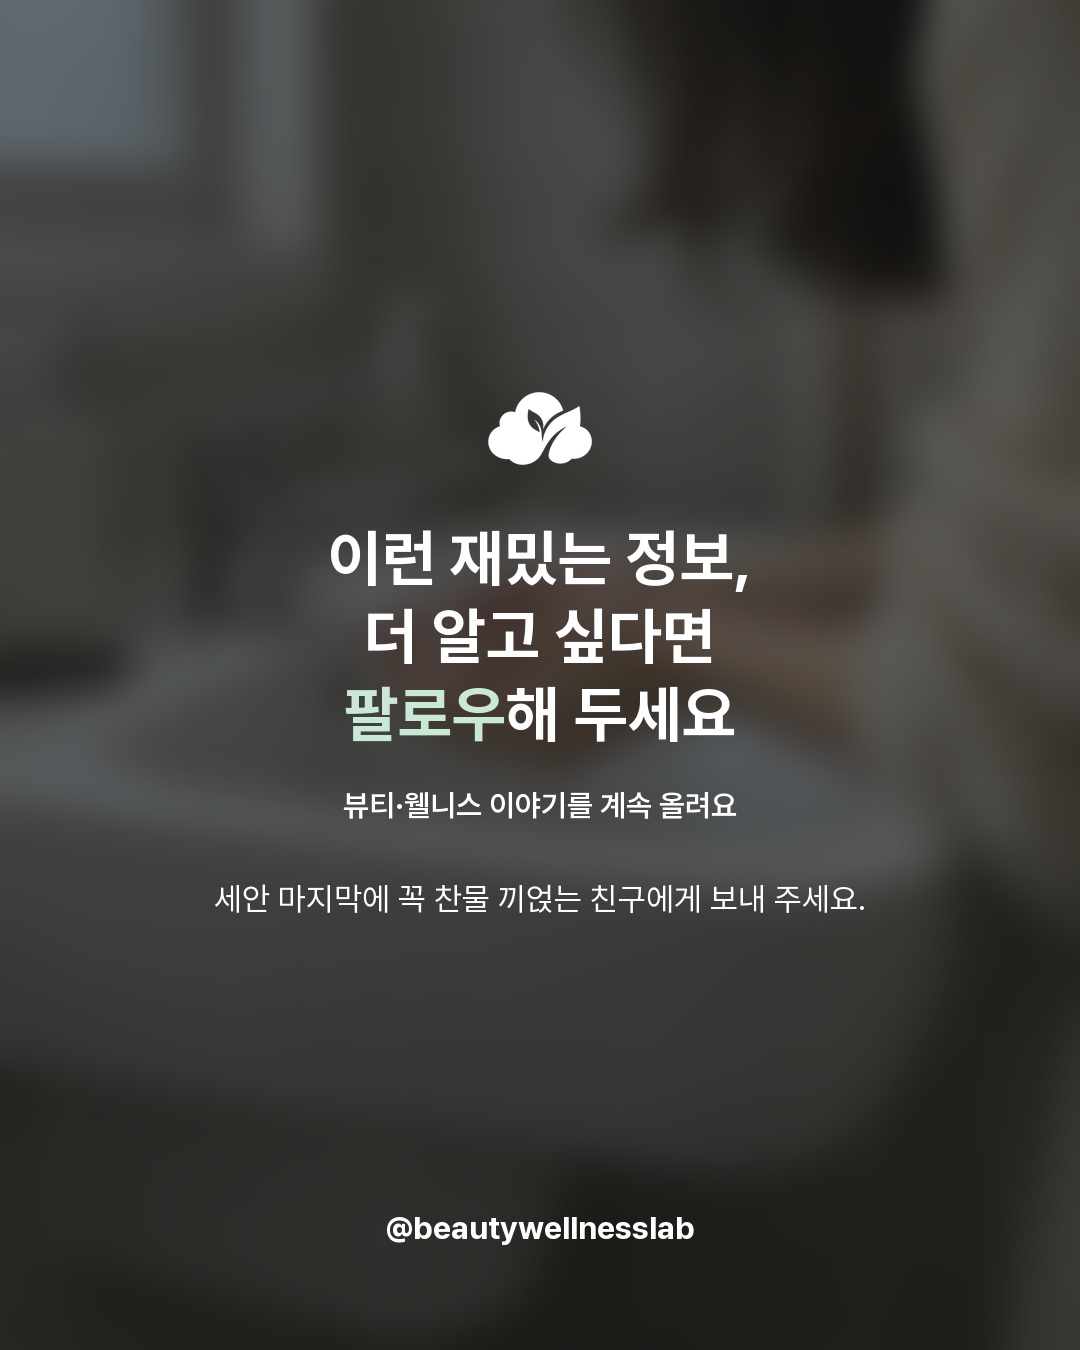 이런 재밌는 정보,
더 알고 싶다면
팔로우해 두세요
뷰티·웰니스 이야기를 계속 올려요
세안 마지막에 꼭 찬물 끼얹는 친구에게 보내 주세요.
@beautywellnesslab